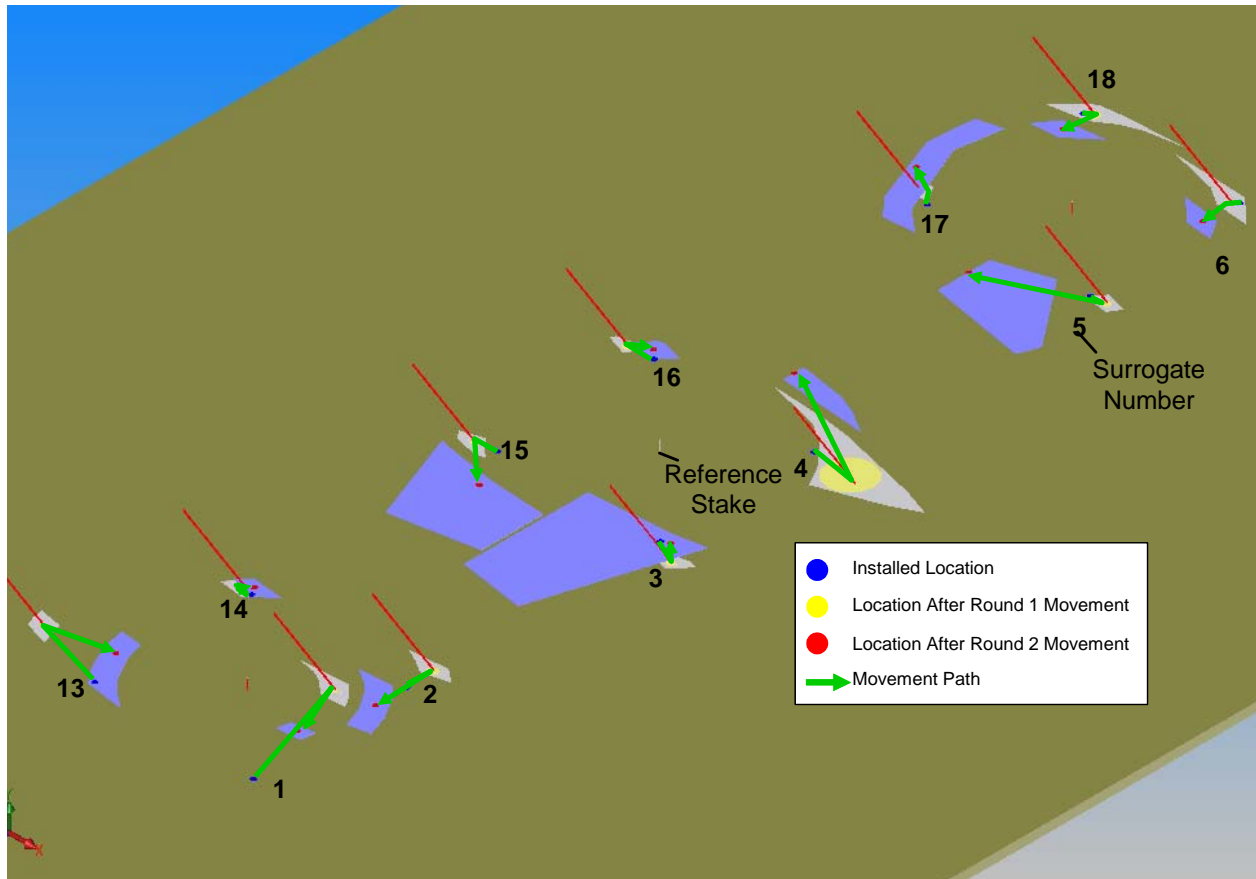 18
17
6
5
Surrogate
Number
16
15
4
Reference
Stake
3
14
13
2
1
Installed Location
Location After Round 1 Movement
Location After Round 2 Movement
Movement Path
X